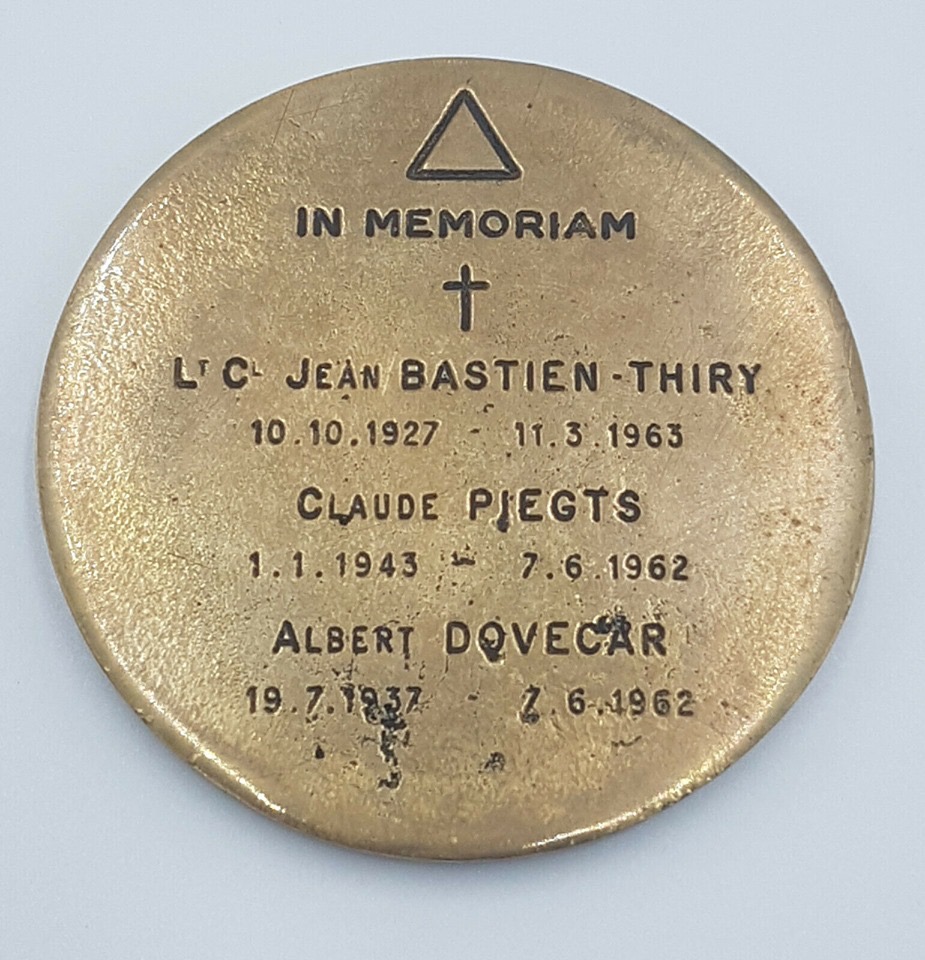 IN MEMORIAM
Lᵀ Cᴸ JEAN BASTIEN-THIRY
10.10.1927 - 11.3.1963
CLAUDE PIEGTS
1.1.1943 - 7.6.1962
ALBERT DOVECAR
19.7.1937 - 7.6.1962